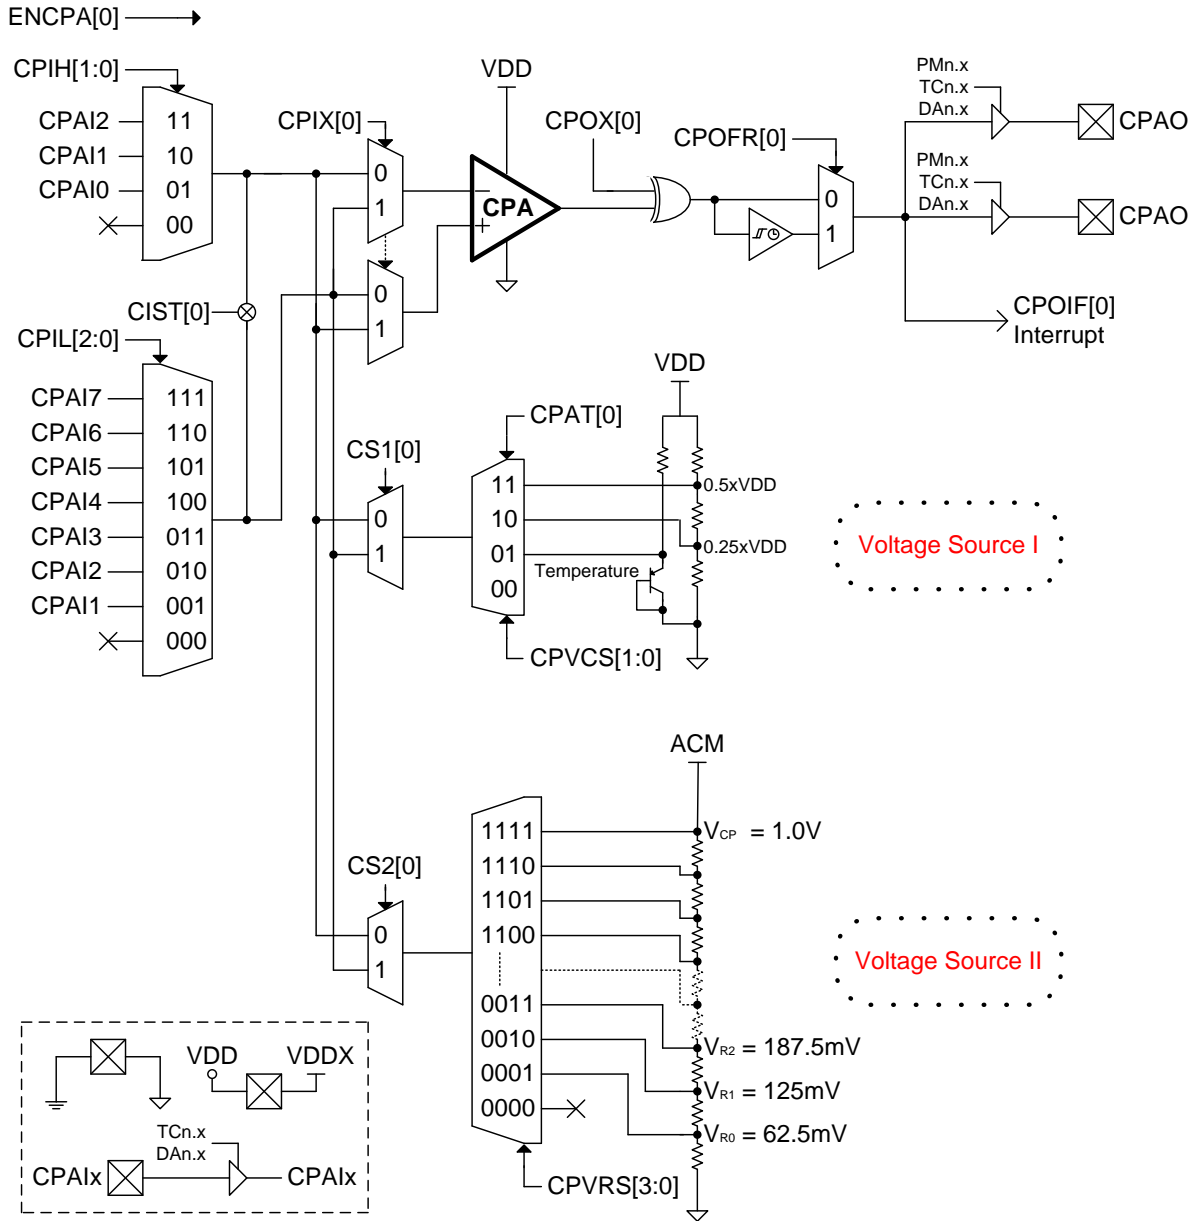 ENCPA[0]
CPIH[1:0]
CPAI2
11
CPAI1
10
CPAI0
01
00
CPIX[0]
0
1
0
1
VDD
CPA
CPOX[0]
CPOFR[0]
0
1
PMn.x
TCn.x
DAn.x
CPAO
PMn.x
TCn.x
DAn.x
CPAO
CPOIF[0]
Interrupt
CIST[0]
CPIL[2:0]
CPAI7
111
CPAI6
110
CPAI5
101
CPAI4
100
CPAI3
011
CPAI2
010
CPAI1
001
000
CS1[0]
0
1
CPAT[0]
11
10
01
00
CPVCS[1:0]
VDD
0.5xVDD
0.25xVDD
Temperature
Voltage Source I
ACM
CS2[0]
0
1
1111
1110
1101
1100
0011
0010
0001
0000
CPVRS[3:0]
VCP = 1.0V
VR2 = 187.5mV
VR1 = 125mV
VR0 = 62.5mV
Voltage Source II
VDD
VDDX
TCn.x
DAn.x
CPAIx
CPAIx